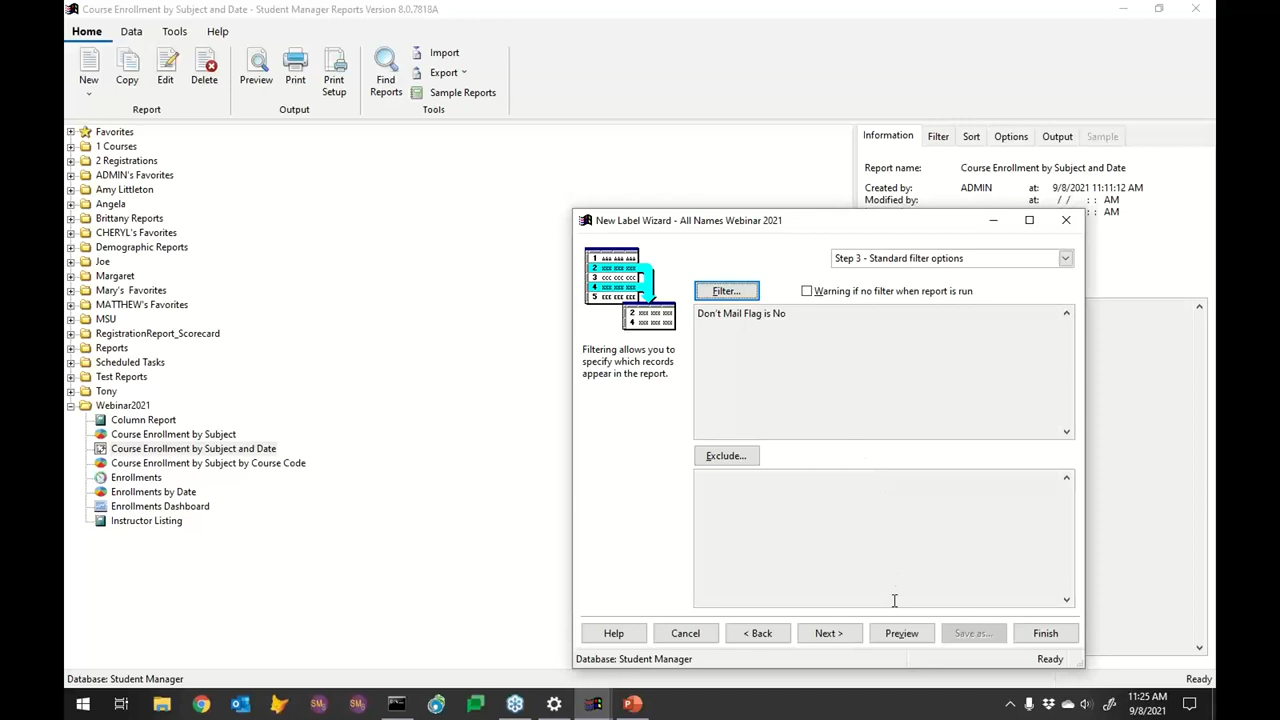 Course Enrollment by Subject and Date - Student Manager Reports Version 8.0.7818A
Home Data Tools Help
New Copy Edit Delete Preview Print Print Setup Find Reports Import Export Sample Reports
Report Output Tools
Favorites
1 Courses
2 Registrations
ADMIN's Favorites
Amy Littleton
Angela
Brittany Reports
CHERYL's Favorites
Demographic Reports
Joe
Margaret
Mary's Favorites
MATTHEW's Favorites
MSU
RegistrationReport_Scorecard
Reports
Scheduled Tasks
Test Reports
Tony
Webinar2021
Column Report
Course Enrollment by Subject
Course Enrollment by Subject and Date
Course Enrollment by Subject by Course Code
Enrollments
Enrollments by Date
Enrollments Dashboard
Instructor Listing
Information Filter Sort Options Output Sample
Report name: Course Enrollment by Subject and Date
Created by: ADMIN at: 9/8/2021 11:11:12 AM
Modified by: at: / / : : AM
: : AM
New Label Wizard - All Names Webinar 2021
Step 3 - Standard filter options
Filter... Warning if no filter when report is run
Don't Mail Flag is No
Filtering allows you to
specify which records
appear in the report.
Exclude...
Help Cancel < Back Next > Preview Save as... Finish
Database: Student Manager Ready
Database: Student Manager Ready
11:25 AM
9/8/2021